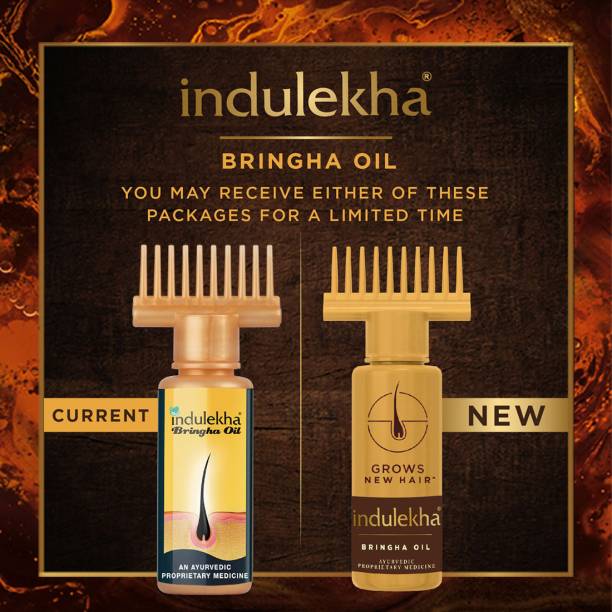 indulekha®
BRINGHA OIL
YOU MAY RECEIVE EITHER OF THESE
PACKAGES FOR A LIMITED TIME
CURRENT
indulekha®
Bringha Oil
AN AYURVEDIC
PROPRIETARY MEDICINE
NEW
GROWS
NEW HAIR™
indulekha®
BRINGHA OIL
AYURVEDIC
PROPRIETARY MEDICINE